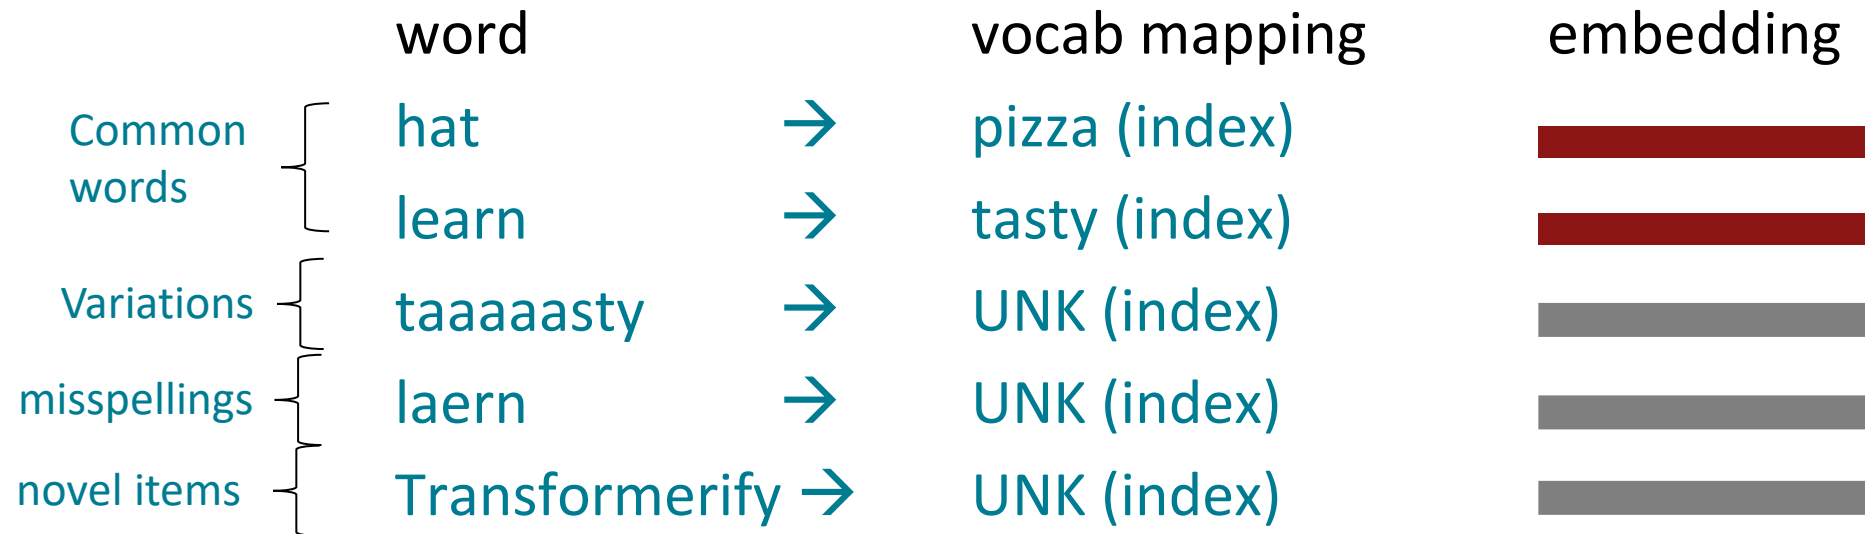 word vocab mapping embedding
Common words hat → pizza (index)
learn → tasty (index)
Variations taaaaasty → UNK (index)
misspellings laern → UNK (index)
novel items Transformerify → UNK (index)